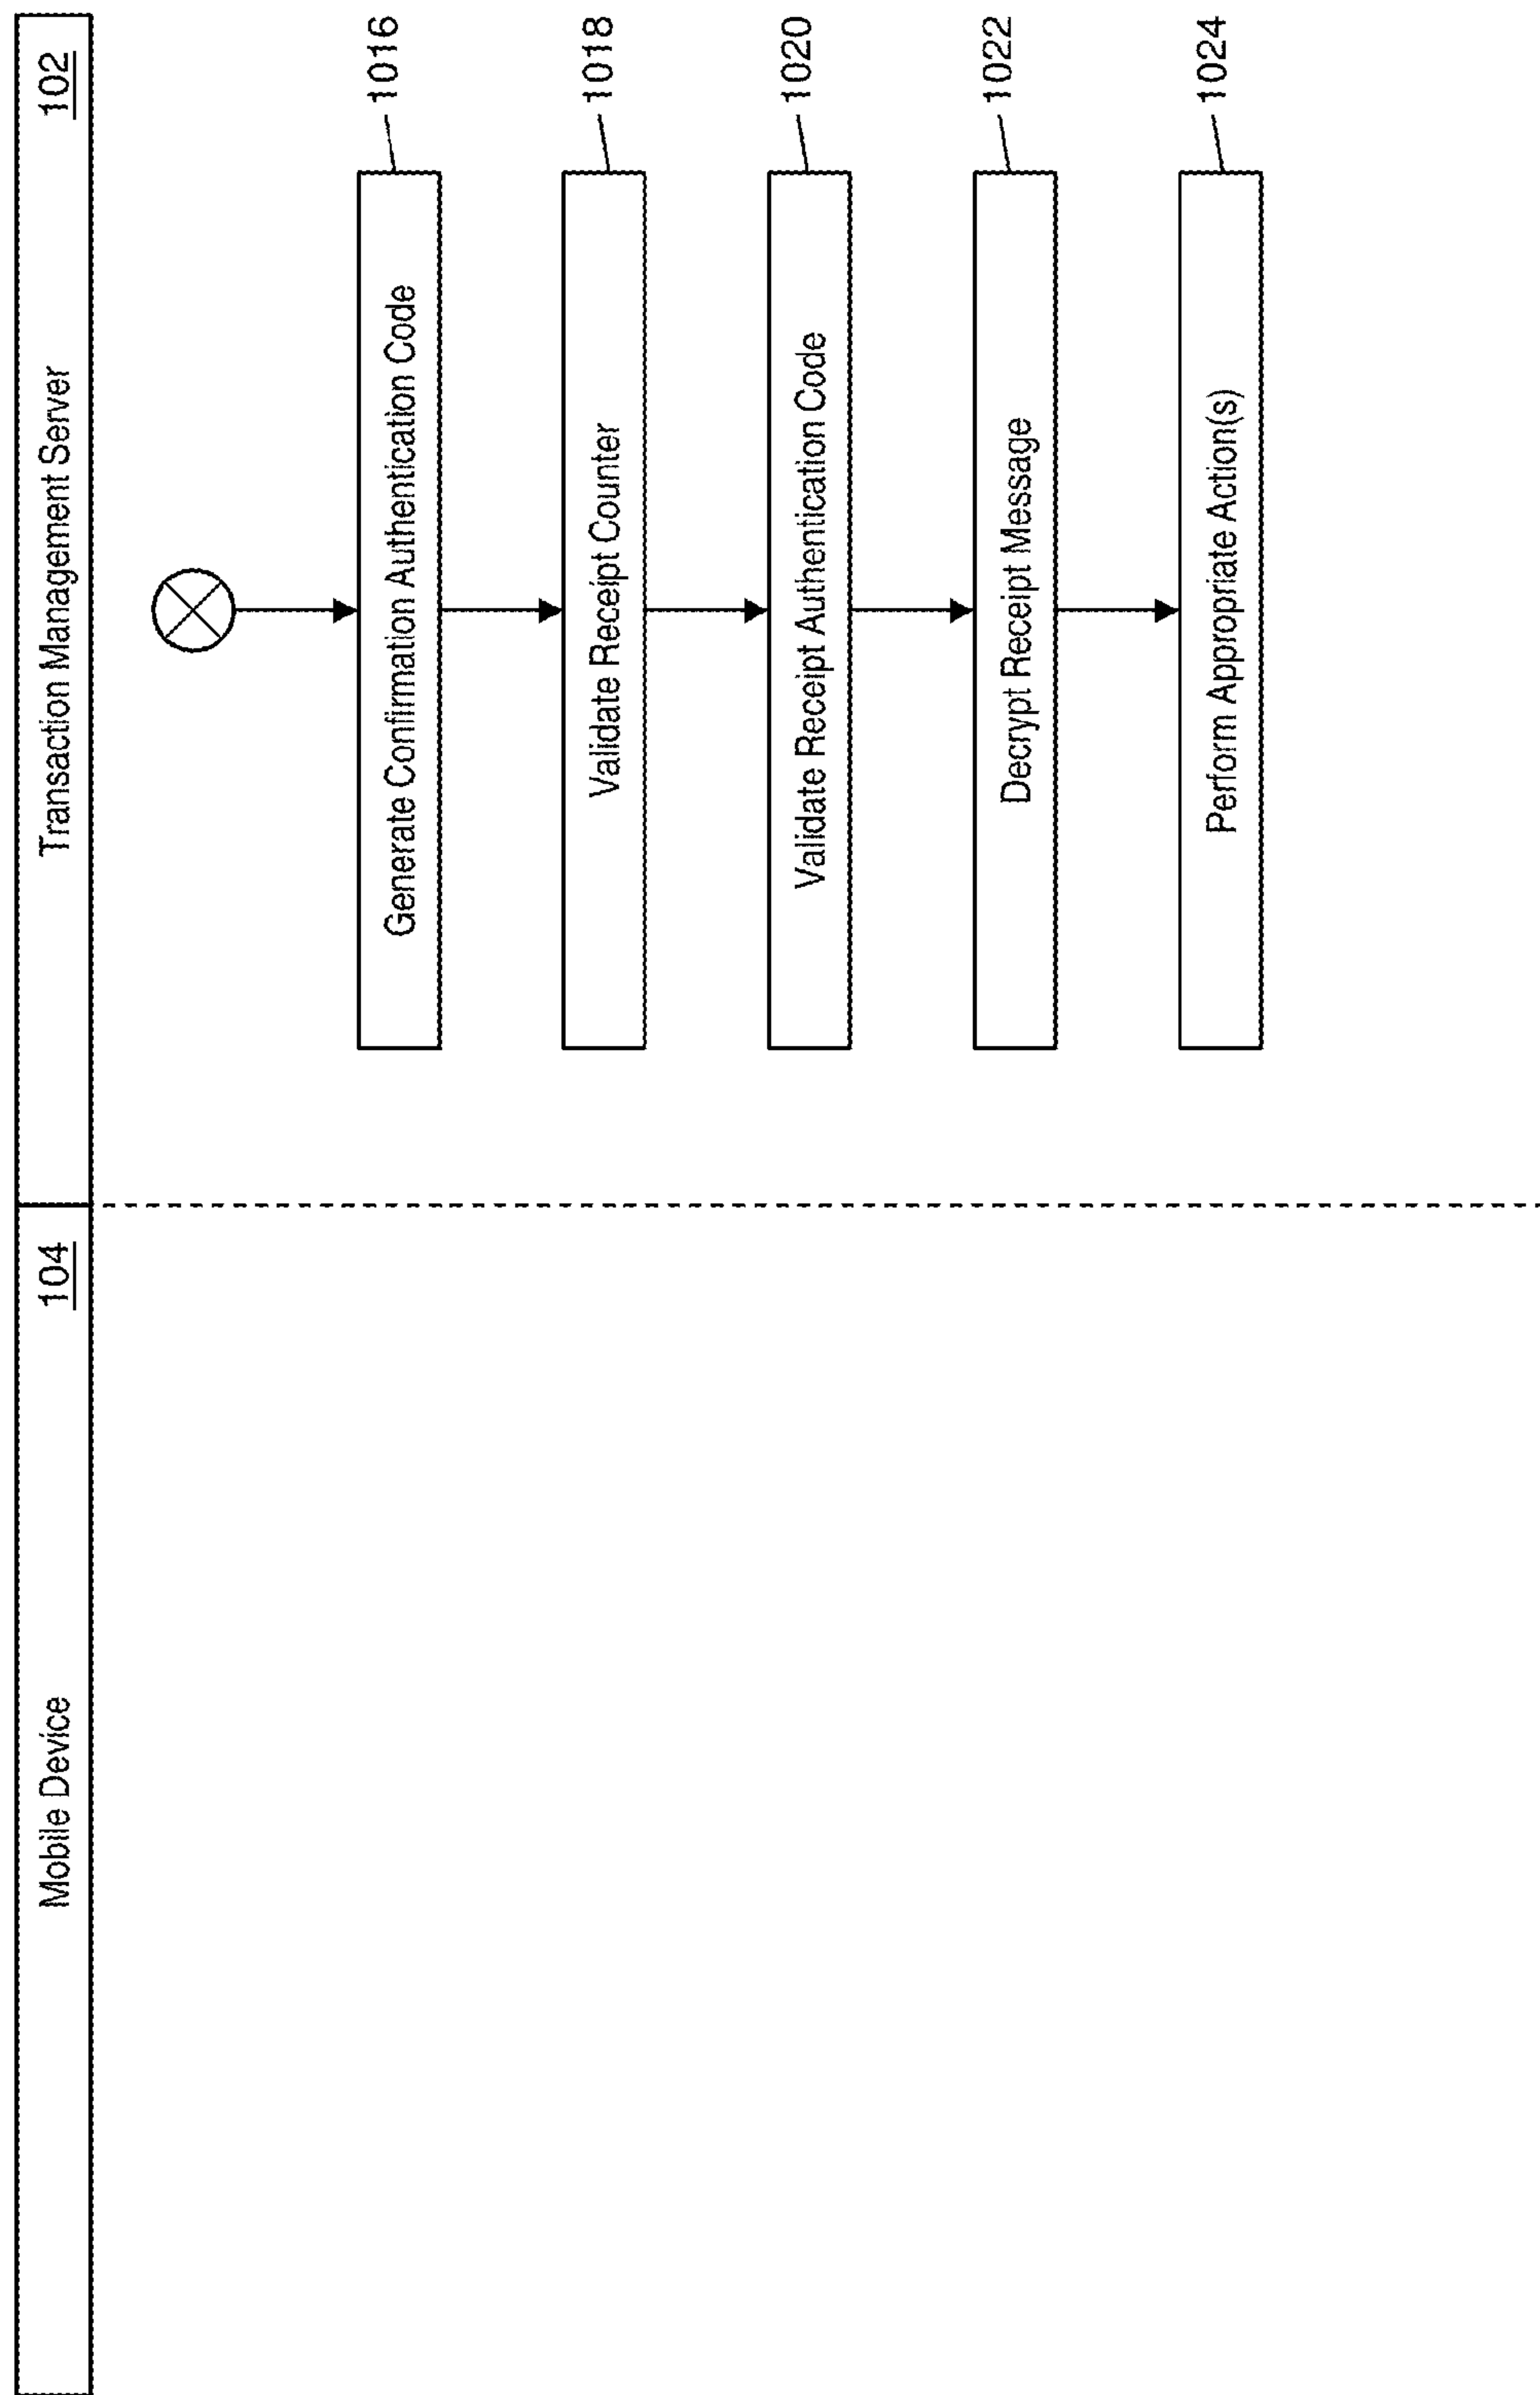 Mobile Device 104
Transaction Management Server 102
Generate Confirmation Authentication Code
1016
Validate Receipt Counter
1018
Validate Receipt Authentication Code
1020
Decrypt Receipt Message
1022
Perform Appropriate Action(s)
1024